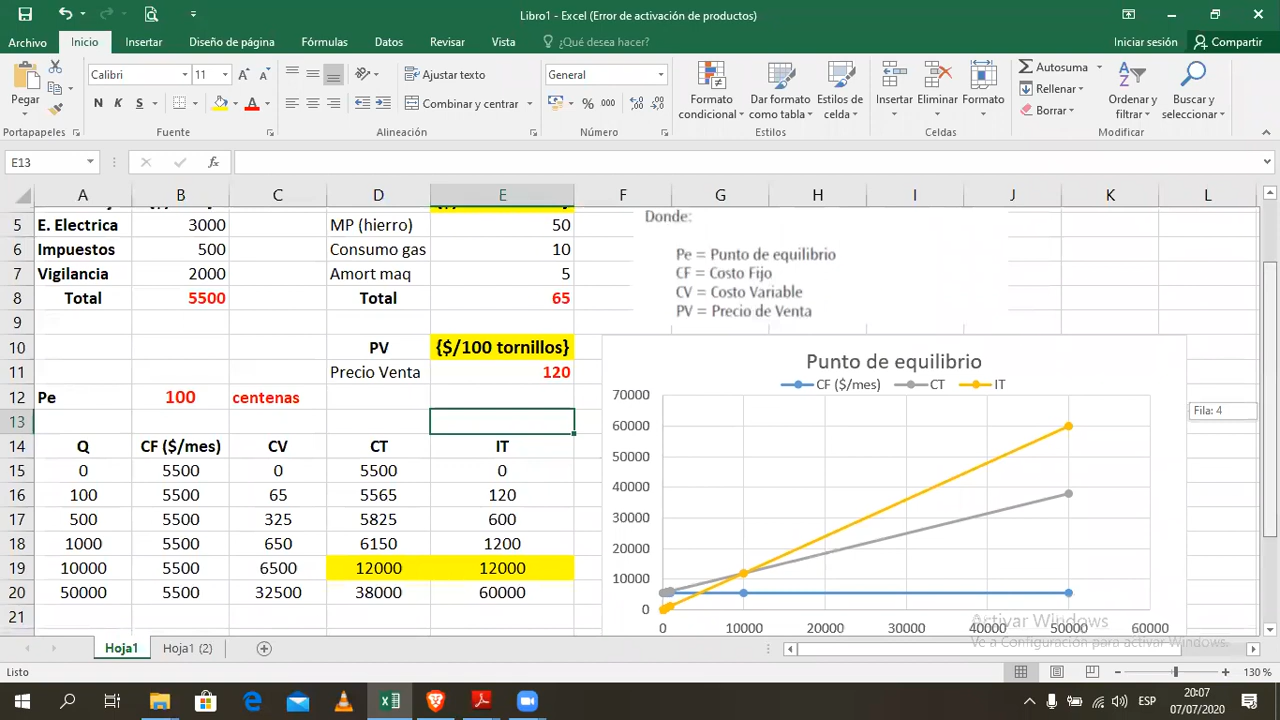 Libro1 - Excel (Error de activación de productos)
Archivo Inicio Insertar Diseño de página Fórmulas Datos Revisar Vista ¿Qué desea hacer? Iniciar sesión Compartir
Pegar
Calibri 11
N K S
Ajustar texto
Combinar y centrar
General
% 000
Formato condicional
Dar formato como tabla
Estilos de celda
Insertar Eliminar Formato
Autosuma
Rellenar
Borrar
Ordenar y filtrar
Buscar y seleccionar
Portapapeles Fuente Alineación Número Estilos Celdas Modificar
E13 fx
A B C D E F G H I J K L
5 E. Electrica 3000 MP (hierro) 50
6 Impuestos 500 Consumo gas 10
7 Vigilancia 2000 Amort maq 5
8 Total 5500 Total 65
9
10 PV {$/100 tornillos}
11 Precio Venta 120
12 Pe 100 centenas
13
14 Q CF ($/mes) CV CT IT
15 0 5500 0 5500 0
16 100 5500 65 5565 120
17 500 5500 325 5825 600
18 1000 5500 650 6150 1200
19 10000 5500 6500 12000 12000
20 50000 5500 32500 38000 60000
21
Donde:
Pe = Punto de equilibrio
CF = Costo Fijo
CV = Costo Variable
PV = Precio de Venta
Punto de equilibrio
CF ($/mes) CT IT
70000
60000
50000
40000
30000
20000
10000
0
0 10000 20000 30000 40000 50000 60000
Fila: 4
Activar Windows
Ve a Configuración para activar Windows.
Hoja1 Hoja1 (2)
Listo 130 %
ESP
20:07
07/07/2020